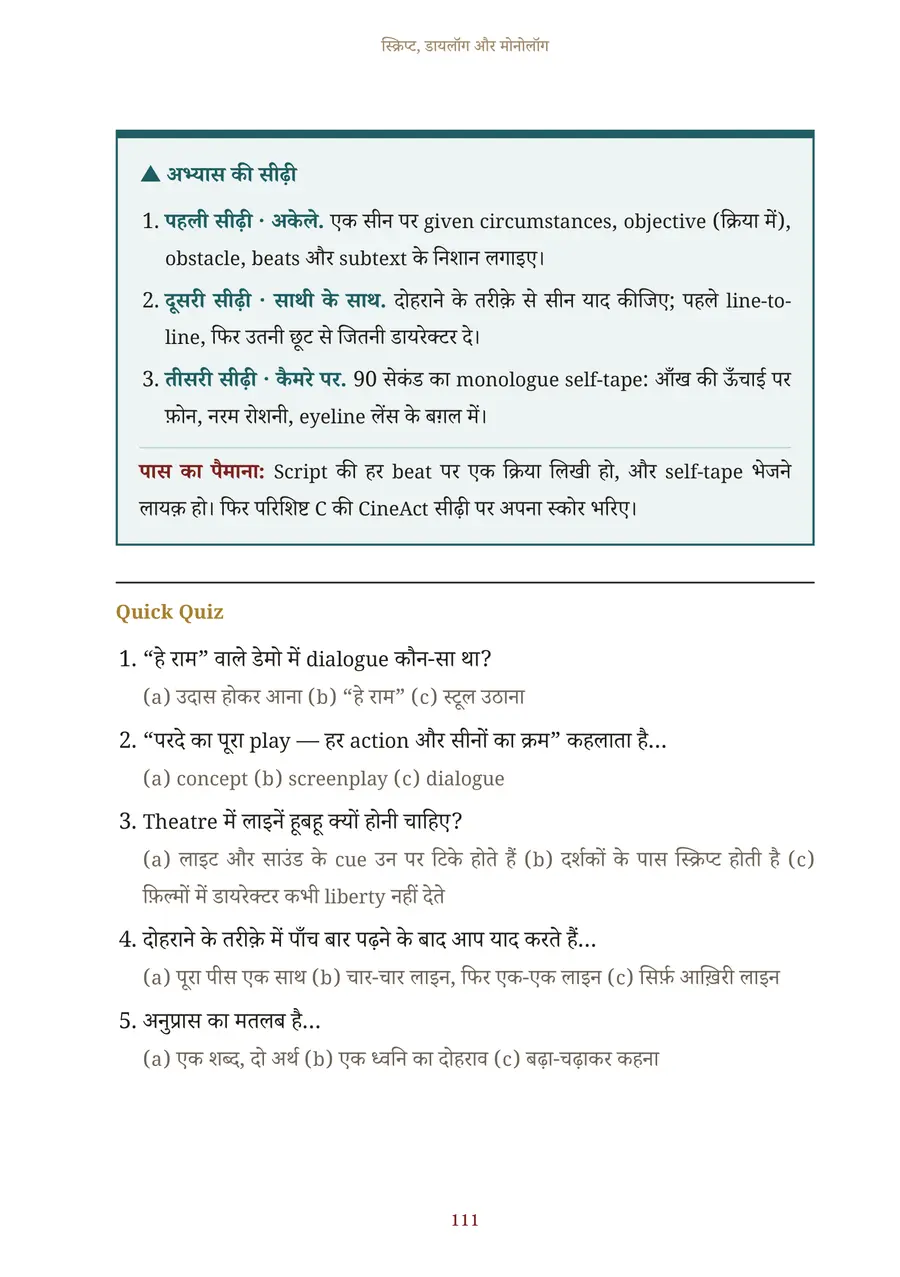 स्क्रिप्ट, डायलॉग और मोनोलॉग
▲ अभ्यास की सीढ़ी
1. पहली सीढ़ी · अकेले. एक सीन पर given circumstances, objective (क्रिया में),
obstacle, beats और subtext के निशान लगाइए।
2. दूसरी सीढ़ी · साथी के साथ. दोहराने के तरीक़े से सीन याद कीजिए; पहले line-to-
line, फिर उतनी छूट से जितनी डायरेक्टर दे।
3. तीसरी सीढ़ी · कैमरे पर. 90 सेकंड का monologue self-tape: आँख की ऊँचाई पर
फ़ोन, नरम रोशनी, eyeline लेंस के बग़ल में।
पास का पैमाना: Script की हर beat पर एक क्रिया लिखी हो, और self-tape भेजने
लायक़ हो। फिर परिशिष्ट C की CineAct सीढ़ी पर अपना स्कोर भरिए।
Quick Quiz
1. “हे राम” वाले डेमो में dialogue कौन-सा था?
(a) उदास होकर आना (b) “हे राम” (c) स्टूल उठाना
2. “परदे का पूरा play — हर action और सीनों का क्रम” कहलाता है…
(a) concept (b) screenplay (c) dialogue
3. Theatre में लाइनें हूबहू क्यों होनी चाहिए?
(a) लाइट और साउंड के cue उन पर टिके होते हैं (b) दर्शकों के पास स्क्रिप्ट होती है (c)
फ़िल्मों में डायरेक्टर कभी liberty नहीं देते
4. दोहराने के तरीक़े में पाँच बार पढ़ने के बाद आप याद करते हैं…
(a) पूरा पीस एक साथ (b) चार-चार लाइन, फिर एक-एक लाइन (c) सिर्फ़ आख़िरी लाइन
5. अनुप्रास का मतलब है…
(a) एक शब्द, दो अर्थ (b) एक ध्वनि का दोहराव (c) बढ़ा-चढ़ाकर कहना
111